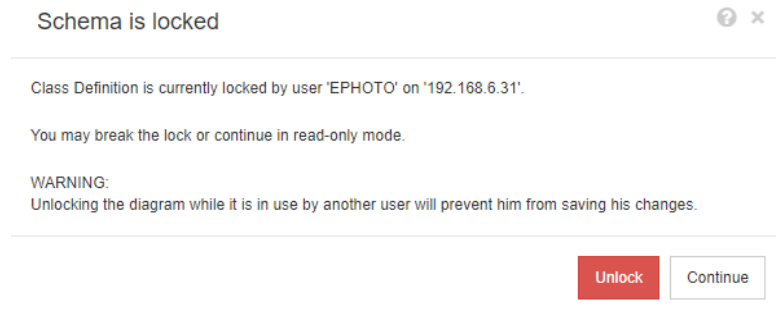 Schema is locked
Class Definition is currently locked by user 'EPHOTO' on '192.168.6.31'.
You may break the lock or continue in read-only mode.
WARNING:
Unlocking the diagram while it is in use by another user will prevent him from saving his changes.
Unlock Continue